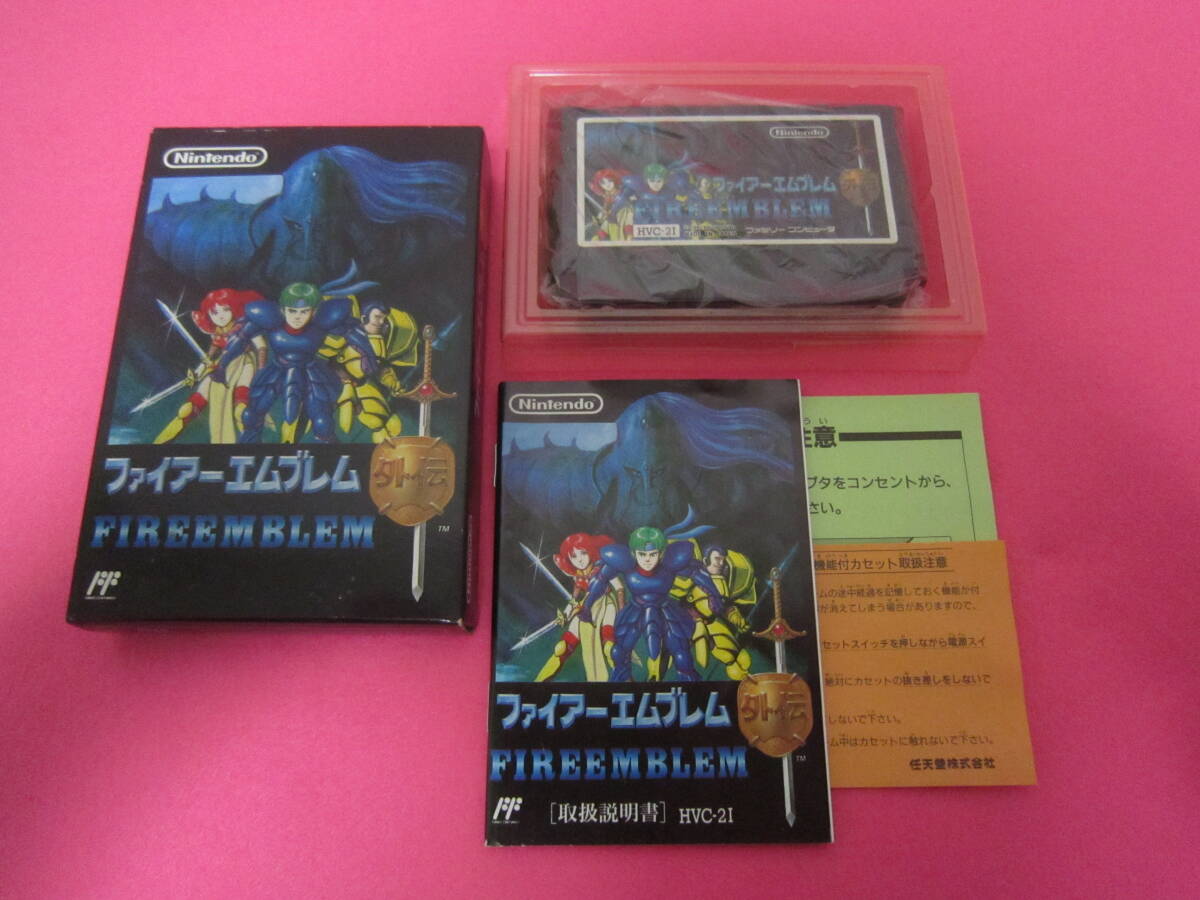 Nintendo
ファイアーエムブレム
外伝
FIREEMBLEM
TM
Nintendo
ファイアーエムブレム
外伝
FIREEMBLEM
HVC-2I
ファミリー コンピュータ
Nintendo
ファイアーエムブレム
外伝
FIREEMBLEM
TM
[取扱説明書] HVC-2I
うい
注意
プタをコンセントから、
さい。
機能付カセット取扱注意
ムの途中経過を記憶しておく機能が付
が消えてしまう場合がありますので、
セットスイッチを押しながら電源スイ
絶対にカセットの抜き差しをしないで
しないで下さい。
ム中はカセットに触れないで下さい。
任天堂株式会社